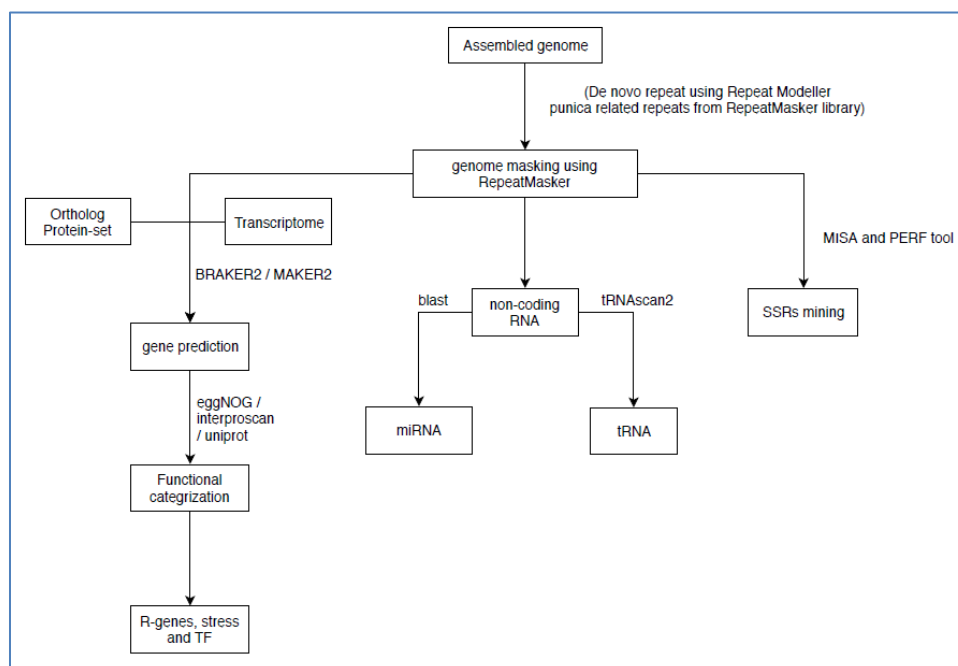 Assembled genome
(De novo repeat using Repeat Modeller
punica related repeats from RepeatMasker library)
genome masking using
RepeatMasker
Ortholog
Protein-set
Transcriptome
BRAKER2 / MAKER2
MISA and PERF tool
blast
non-coding
RNA
tRNAscan2
SSRs mining
gene prediction
eggNOG /
interproscan
/ uniprot
miRNA
tRNA
Functional
categrization
R-genes, stress
and TF